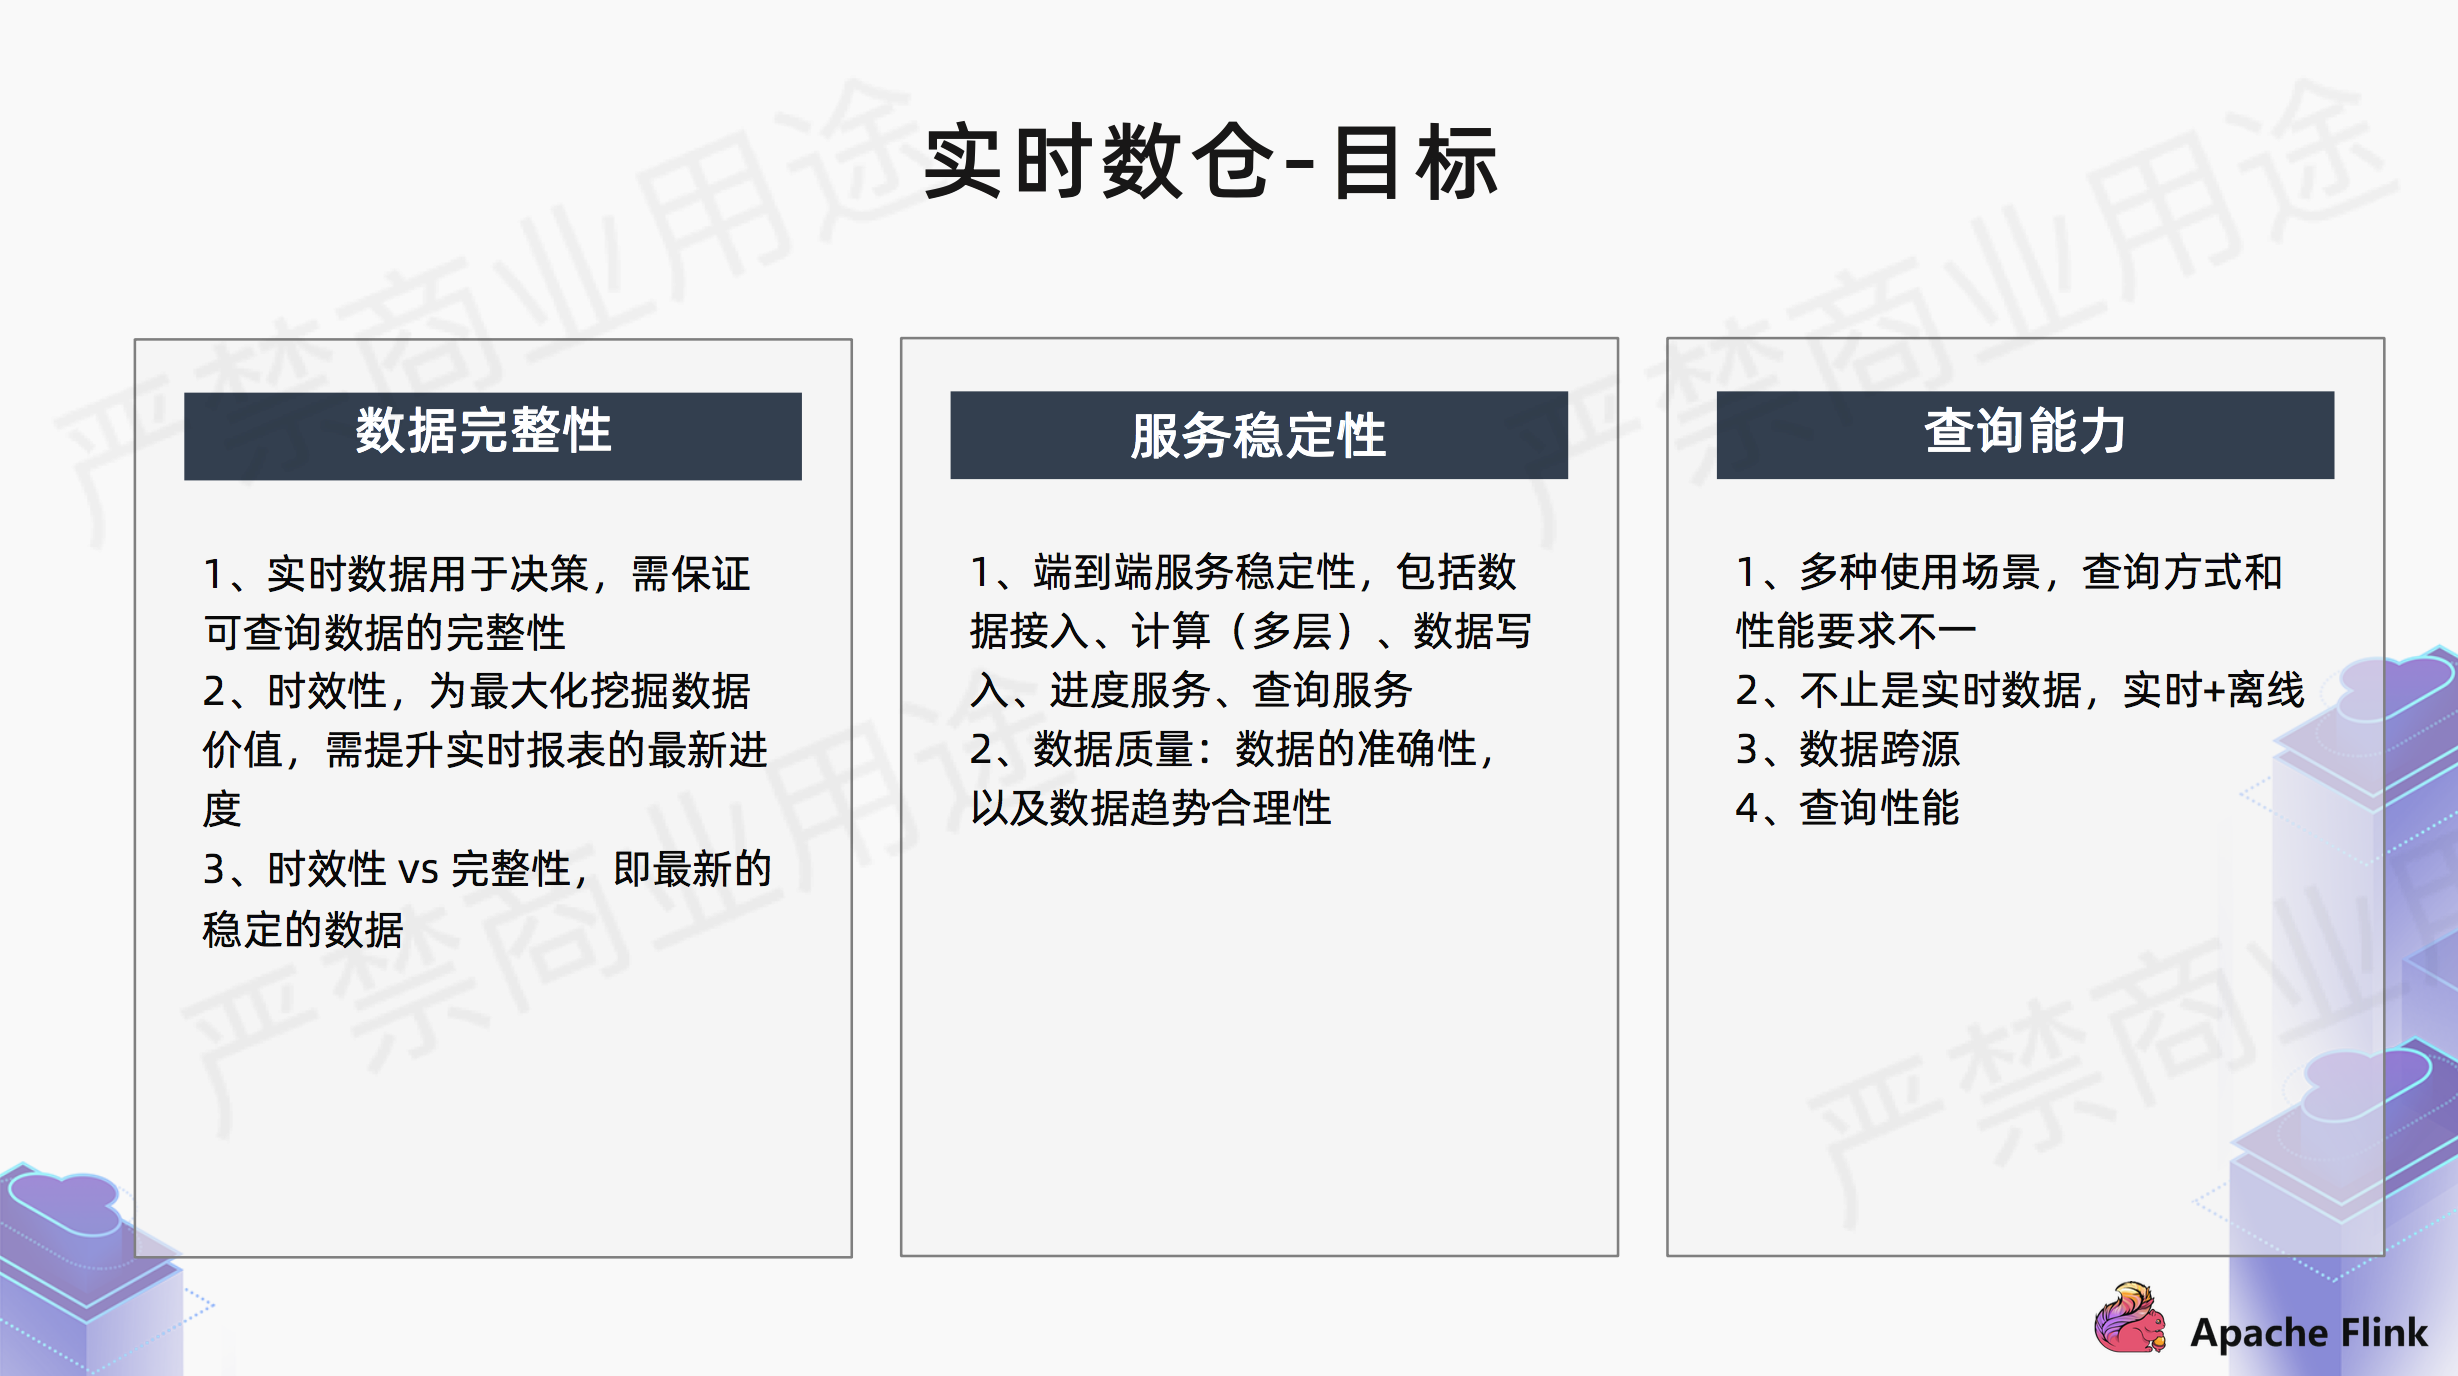 实时数仓-目标
数据完整性
1、实时数据用于决策，需保证
可查询数据的完整性
2、时效性，为最大化挖掘数据
价值，需提升实时报表的最新进
度
3、时效性 vs 完整性，即最新的
稳定的数据
服务稳定性
1、端到端服务稳定性，包括数
据接入、计算（多层）、数据写
入、进度服务、查询服务
2、数据质量：数据的准确性，
以及数据趋势合理性
查询能力
1、多种使用场景，查询方式和
性能要求不一
2、不止是实时数据，实时+离线
3、数据跨源
4、查询性能
Apache Flink
严禁商业用途
严禁商业用途
严禁商业用途
严禁商业用